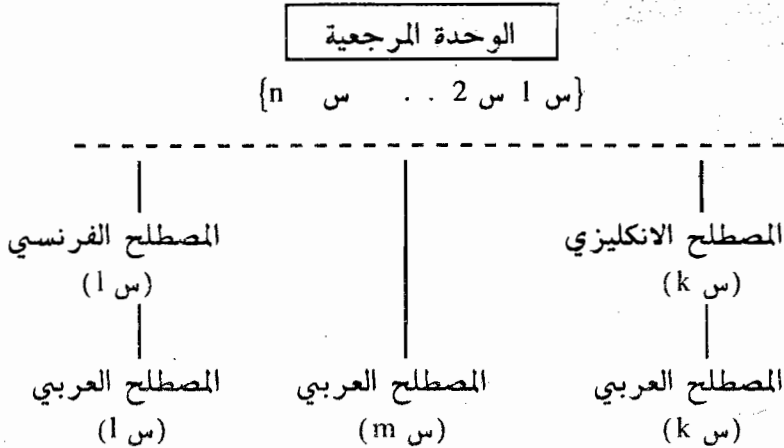 الوحدة المرجعية
{س 1 س 2 . . س n}
المصطلح الانكليزي
المصطلح الفرنسي
(س k)
(س l)
المصطلح العربي
المصطلح العربي
المصطلح العربي
(س k)
(س m)
(س l)